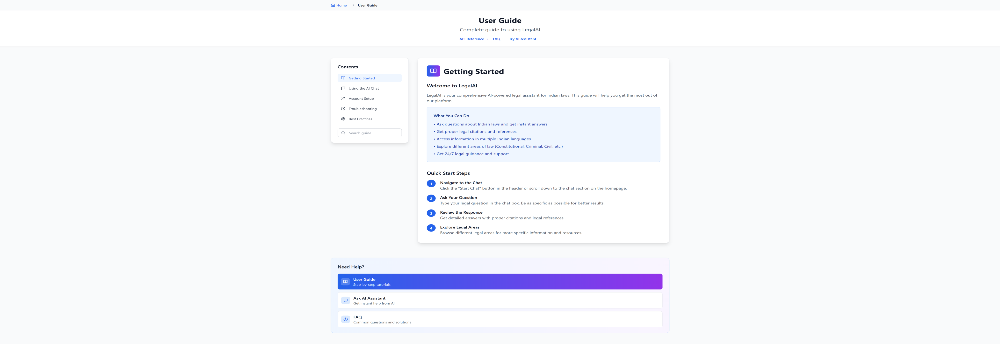 Home
User Guide
User Guide
Complete guide to using LegalAI
API Reference →
FAQ →
Try AI Assistant →
Contents
Getting Started
Using the AI Chat
Account Setup
Troubleshooting
Best Practices
Search guide...
Getting Started
Welcome to LegalAI
LegalAI is your comprehensive AI-powered legal assistant for Indian laws. This guide will help you get the most out of
our platform.
What You Can Do
• Ask questions about Indian laws and get instant answers
• Get proper legal citations and references
• Access information in multiple Indian languages
• Explore different areas of law (Constitutional, Criminal, Civil, etc.)
• Get 24/7 legal guidance and support
Quick Start Steps
1
Navigate to the Chat
Click the "Start Chat" button in the header or scroll down to the chat section on the homepage.
2
Ask Your Question
Type your legal question in the chat box. Be as specific as possible for better results.
3
Review the Response
Get detailed answers with proper citations and legal references.
4
Explore Legal Areas
Browse different legal areas for more specific information and resources.
Need Help?
User Guide
Step-by-step tutorials
Ask AI Assistant
Get instant help from AI
FAQ
Common questions and solutions